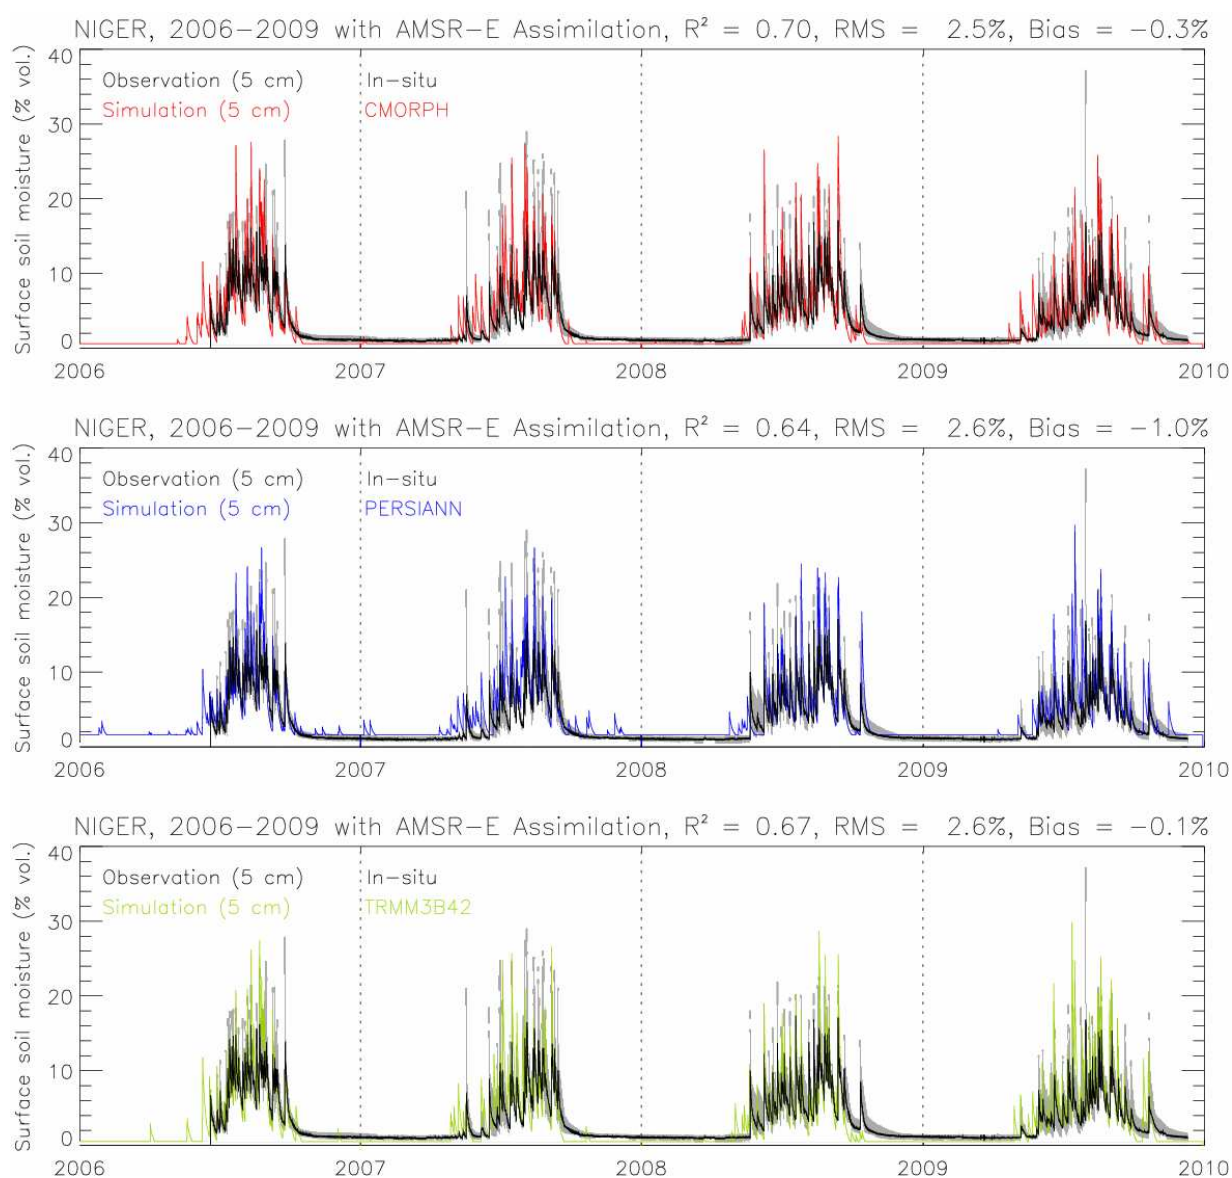 NIGER, 2006−2009 with AMSR−E Assimilation, R² = 0.70, RMS = 2.5%, Bias = −0.3%
Surface soil moisture (% vol.)
40
30
20
10
0
Observation (5 cm) In−situ
Simulation (5 cm) CMORPH
2006 2007 2008 2009 2010
NIGER, 2006−2009 with AMSR−E Assimilation, R² = 0.64, RMS = 2.6%, Bias = −1.0%
Surface soil moisture (% vol.)
40
30
20
10
0
Observation (5 cm) In−situ
Simulation (5 cm) PERSIANN
2006 2007 2008 2009 2010
NIGER, 2006−2009 with AMSR−E Assimilation, R² = 0.67, RMS = 2.6%, Bias = −0.1%
Surface soil moisture (% vol.)
40
30
20
10
0
Observation (5 cm) In−situ
Simulation (5 cm) TRMM3B42
2006 2007 2008 2009 2010